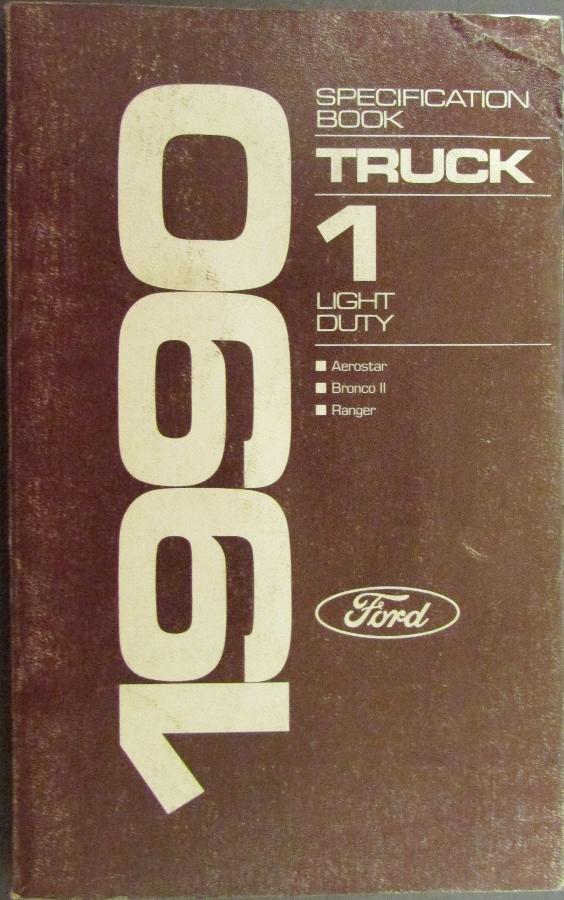 1990
SPECIFICATION
BOOK
TRUCK
1
LIGHT
DUTY
Aerostar
Bronco II
Ranger
Ford